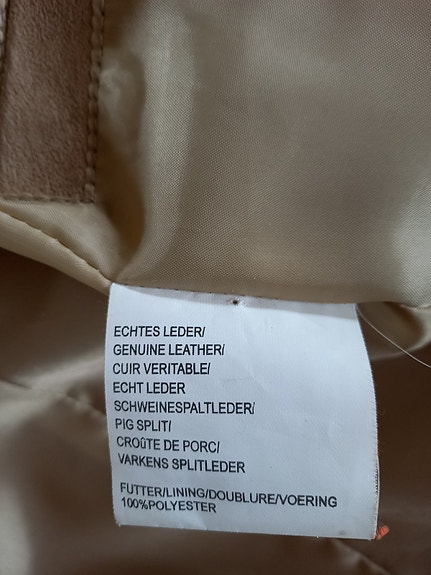 ECHTES LEDER/
GENUINE LEATHER/
CUIR VERITABLE/
ECHT LEDER
SCHWEINESPALTLEDER/
PIG SPLIT/
CROÛTE DE PORC/
VARKENS SPLITLEDER
FUTTER/LINING/DOUBLURE/VOERING
100%POLYESTER